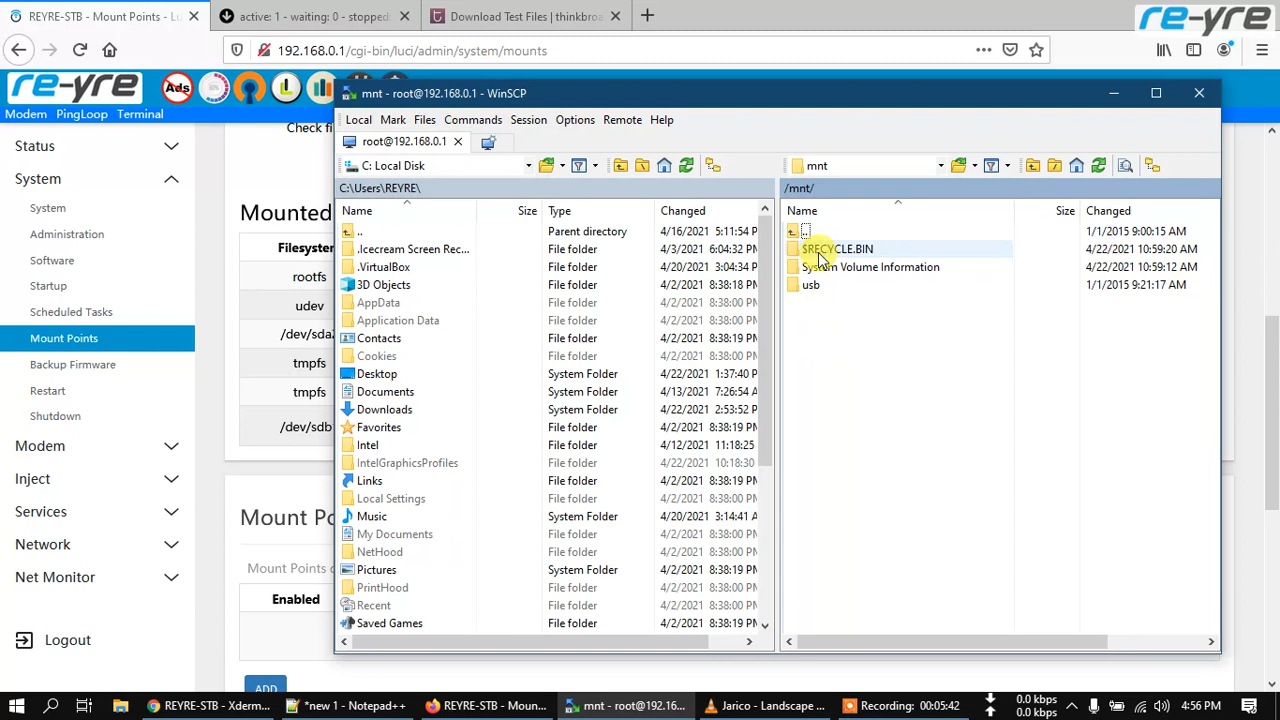 REYRE-STB - Mount Points - Lu
active: 1 - waiting: 0 - stopped:
Download Test Files | thinkbroa
re-yre
192.168.0.1/cgi-bin/luci/admin/system/mounts
re-yre
Ads
Modem PingLoop Terminal
Status
System
System
Administration
Software
Startup
Scheduled Tasks
Mount Points
Backup Firmware
Restart
Shutdown
Modem
Inject
Services
Network
Net Monitor
Logout
Check fi
Mounted
Filesystem
rootfs
udev
/dev/sda2
tmpfs
tmpfs
/dev/sdb
Mount Po
Mount Points
Enabled
ADD
mnt - root@192.168.0.1 - WinSCP
Local Mark Files Commands Session Options Remote Help
root@192.168.0.1
C: Local Disk
C:\Users\REYRE\
Name Size Type Changed
.. Parent directory 4/16/2021 5:11:54 P
.Icecream Screen Rec... File folder 4/3/2021 6:04:32 P
.VirtualBox File folder 4/20/2021 3:04:34 P
3D Objects System Folder 4/2/2021 8:38:18 P
AppData File folder 4/2/2021 8:38:00 P
Application Data File folder 4/2/2021 8:38:00 P
Contacts System Folder 4/2/2021 8:38:19 P
Cookies File folder 4/2/2021 8:38:00 P
Desktop System Folder 4/22/2021 1:37:40 P
Documents System Folder 4/13/2021 7:26:54 A
Downloads System Folder 4/22/2021 2:53:52 P
Favorites System Folder 4/2/2021 8:38:19 P
Intel File folder 4/12/2021 11:18:25
IntelGraphicsProfiles File folder 4/22/2021 10:18:30
Links System Folder 4/2/2021 8:38:19 P
Local Settings File folder 4/2/2021 8:38:00 P
Music System Folder 4/20/2021 3:14:41 A
My Documents File folder 4/2/2021 8:38:00 P
NetHood File folder 4/2/2021 8:38:00 P
Pictures System Folder 4/2/2021 8:38:19 P
PrintHood File folder 4/2/2021 8:38:00 P
Recent File folder 4/2/2021 8:38:00 P
Saved Games System Folder 4/2/2021 8:38:19 P
mnt
/mnt/
Name Size Changed
.. 1/1/2015 9:00:15 AM
$RECYCLE.BIN 4/22/2021 10:59:20 AM
System Volume Information 4/22/2021 10:59:12 AM
usb 1/1/2015 9:21:17 AM
REYRE-STB - Xderm...
*new 1 - Notepad++
REYRE-STB - Moun...
mnt - root@192.16...
Jarico - Landscape ...
Recording: 00:05:42
0.0 kbps
0.0 kbps
4:56 PM